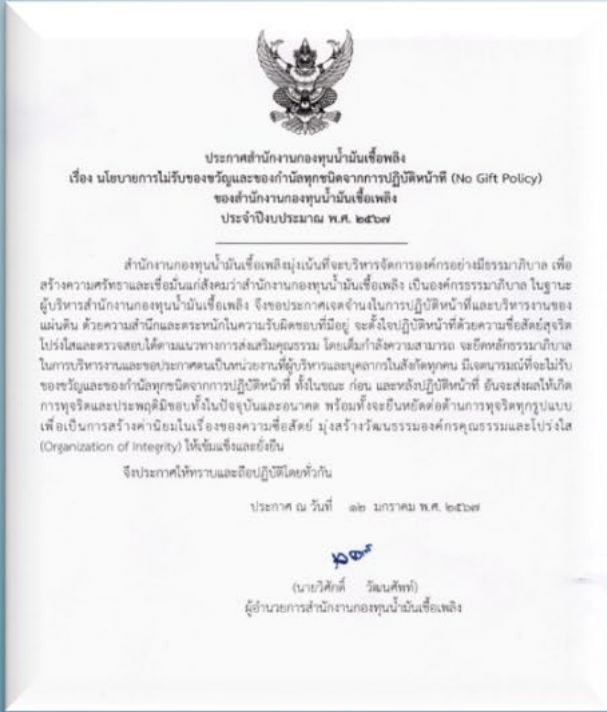 ประกาศสำนักงานกองทุนน้ำมันเชื้อเพลิง
เรื่อง นโยบายการไม่รับของขวัญและของกำนัลทุกชนิดจากการปฏิบัติหน้าที่ (No Gift Policy)
ของสำนักงานกองทุนน้ำมันเชื้อเพลิง
ประจำปีงบประมาณ พ.ศ. ๒๕๖๗
สำนักงานกองทุนน้ำมันเชื้อเพลิงมุ่งเน้นที่จะบริหารจัดการองค์กรอย่างมีธรรมาภิบาล เพื่อ
สร้างความศรัทธาและเชื่อมั่นแก่สังคมว่าสำนักงานกองทุนน้ำมันเชื้อเพลิง เป็นองค์กรธรรมาภิบาล ในฐานะ
ผู้บริหารสำนักงานกองทุนน้ำมันเชื้อเพลิง จึงขอประกาศเจตจำนงในการปฏิบัติหน้าที่และบริหารงานของ
แผ่นดิน ด้วยความสำนึกและตระหนักในความรับผิดชอบที่มีอยู่ จะตั้งใจปฏิบัติหน้าที่ด้วยความซื่อสัตย์สุจริต
โปร่งใสและตรวจสอบได้ตามแนวทางการส่งเสริมคุณธรรม โดยเต็มกำลังความสามารถ จะยึดหลักธรรมาภิบาล
ในการบริหารงานและขอประกาศตนเป็นหน่วยงานที่ผู้บริหารและบุคลากรในสังกัดทุกคน มีเจตนารมณ์ที่จะไม่รับ
ของขวัญและของกำนัลทุกชนิดจากการปฏิบัติหน้าที่ ทั้งในขณะ ก่อน และหลังปฏิบัติหน้าที่ อันจะส่งผลให้เกิด
การทุจริตและประพฤติมิชอบทั้งในปัจจุบันและอนาคต พร้อมทั้งจะยืนหยัดต่อต้านการทุจริตทุกรูปแบบ
เพื่อเป็นการสร้างค่านิยมในเรื่องของความซื่อสัตย์ มุ่งสร้างวัฒนธรรมองค์กรคุณธรรมและโปร่งใส
(Organization of Integrity) ให้เข้มแข็งและยั่งยืน
จึงประกาศให้ทราบและถือปฏิบัติโดยทั่วกัน
ประกาศ ณ วันที่ ๑๒ มกราคม พ.ศ. ๒๕๖๗
(นายวิศักดิ์ วัฒนศัพท์)
ผู้อำนวยการสำนักงานกองทุนน้ำมันเชื้อเพลิง